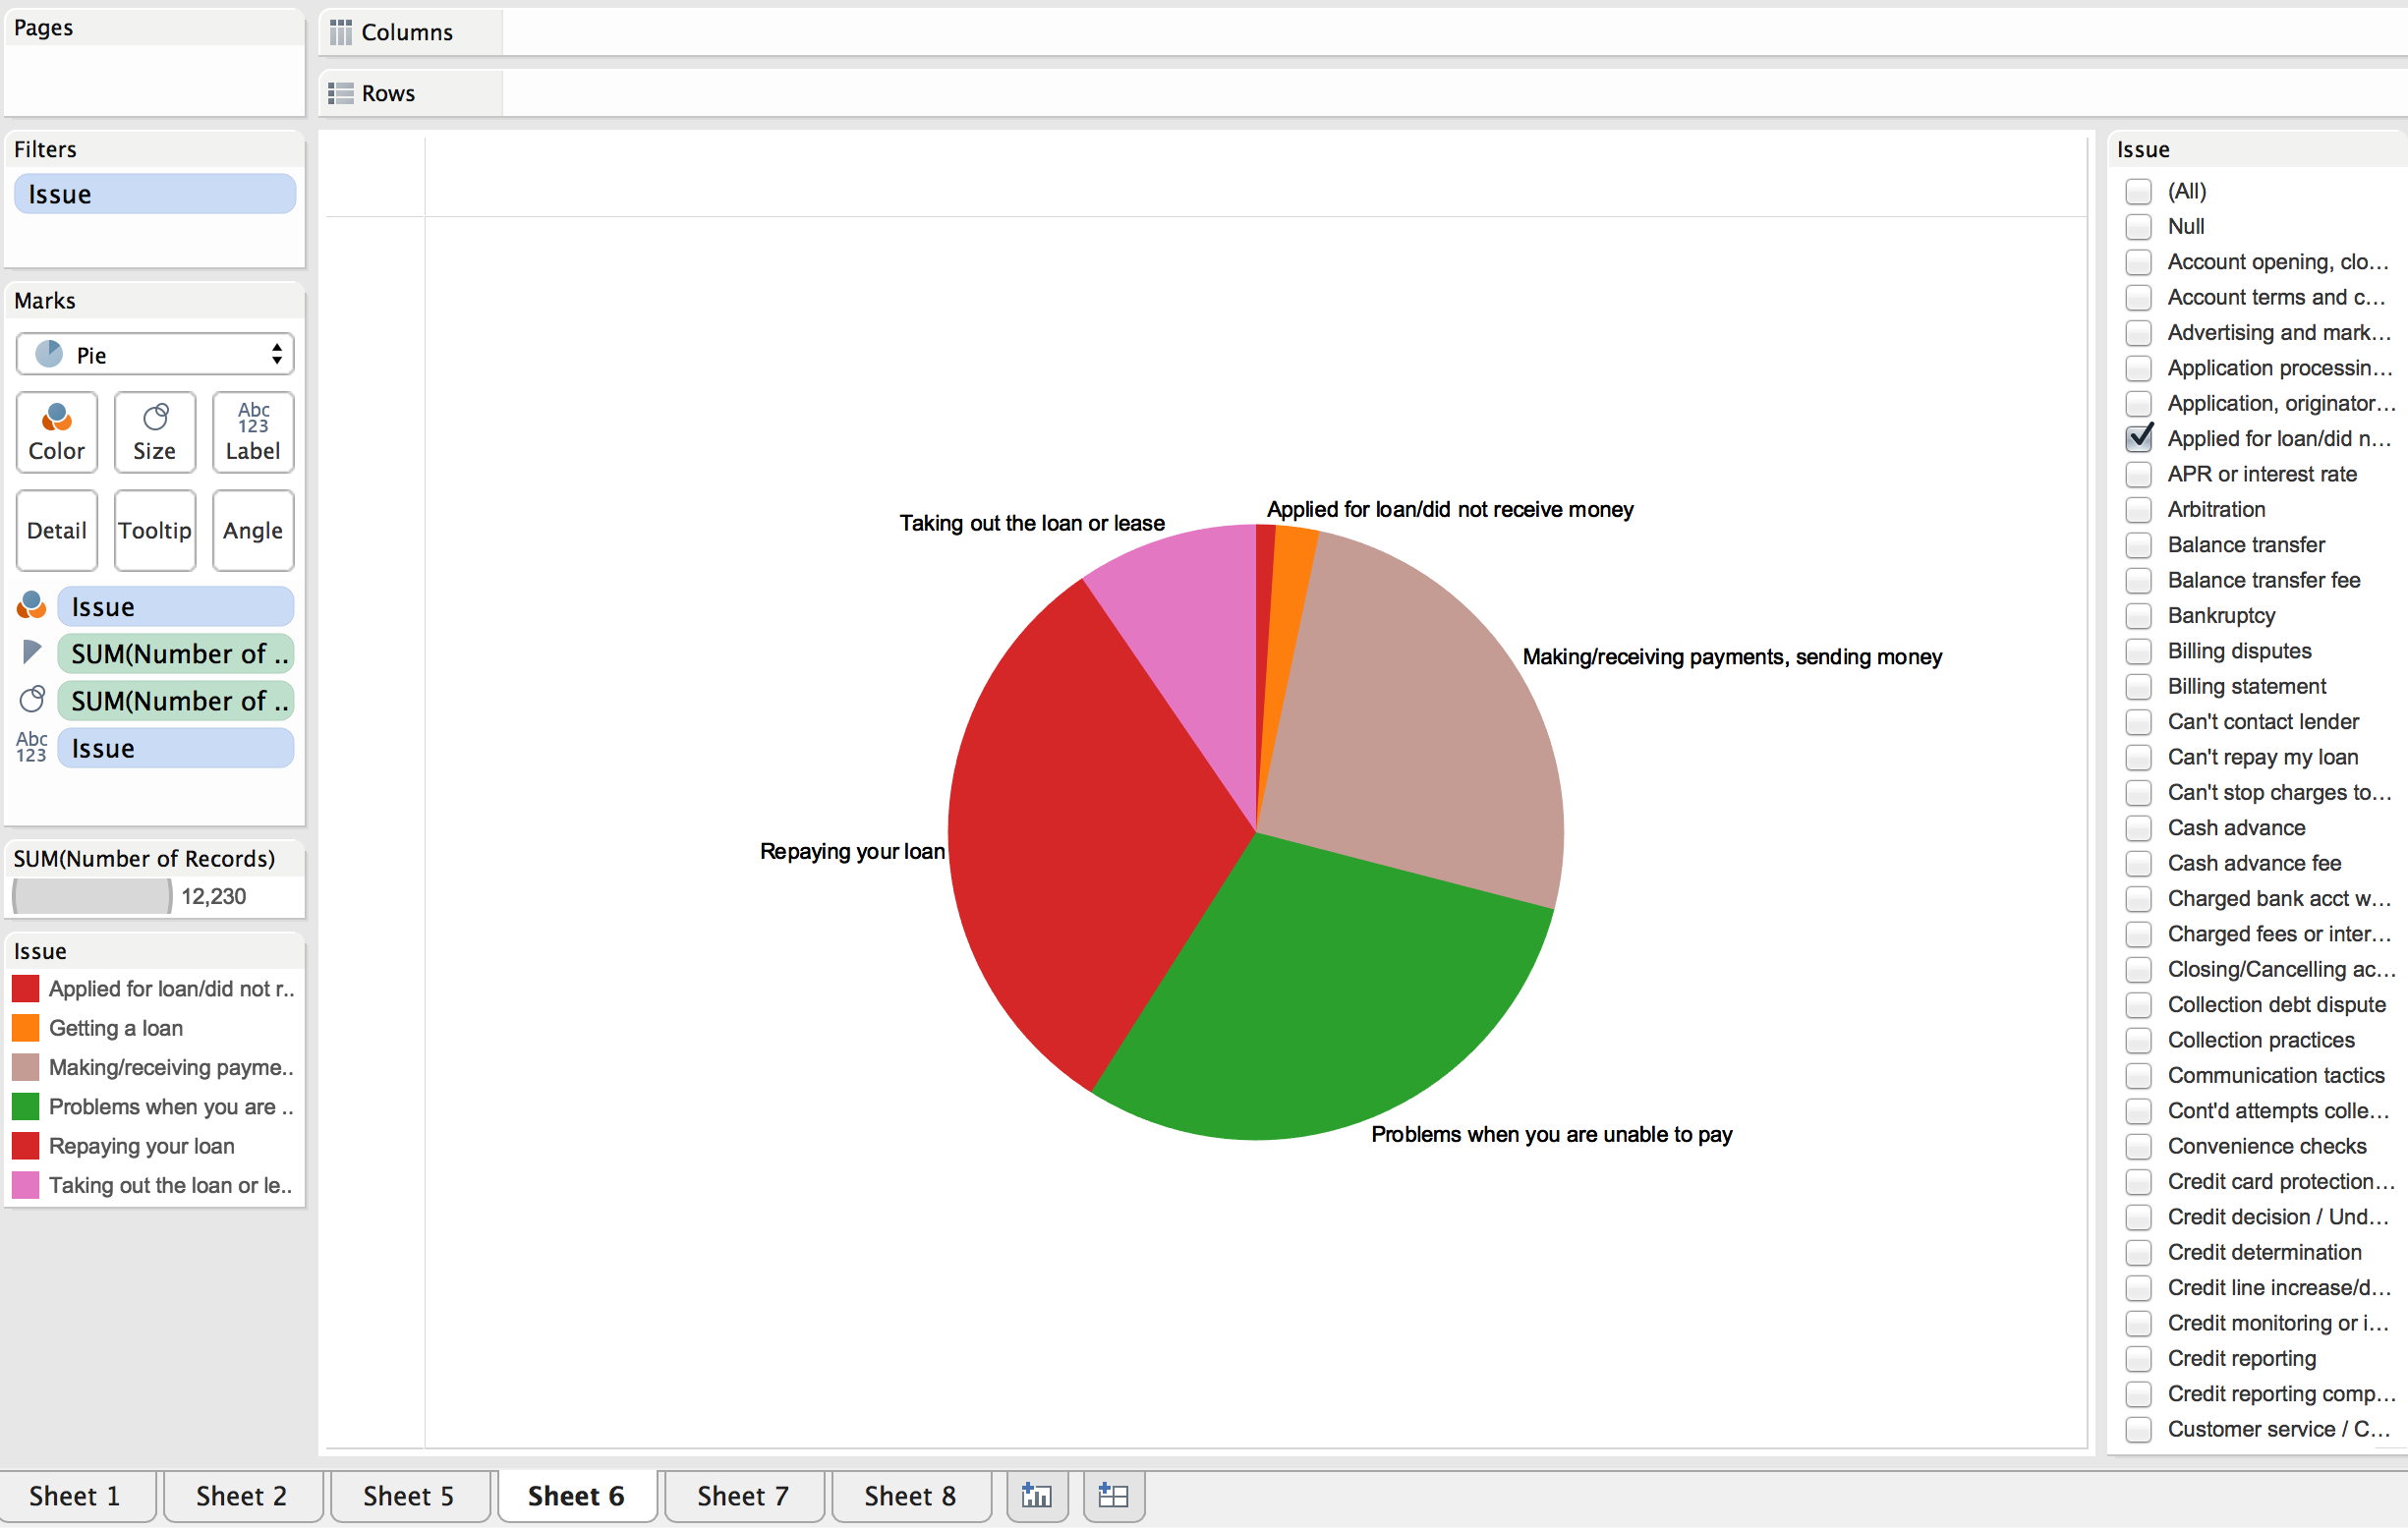 Pages
Columns
Rows
Filters
Issue
Marks
Pie
Color
Size
Abc
123
Label
Detail
Tooltip
Angle
Issue
SUM(Number of ..
SUM(Number of ..
Abc
123
Issue
SUM(Number of Records)
12,230
Issue
Applied for loan/did not r..
Getting a loan
Making/receiving payme..
Problems when you are ..
Repaying your loan
Taking out the loan or le..
Taking out the loan or lease
Applied for loan/did not receive money
Making/receiving payments, sending money
Repaying your loan
Problems when you are unable to pay
Issue
(All)
Null
Account opening, clo...
Account terms and c...
Advertising and mark...
Application processin...
Application, originator...
Applied for loan/did n...
APR or interest rate
Arbitration
Balance transfer
Balance transfer fee
Bankruptcy
Billing disputes
Billing statement
Can't contact lender
Can't repay my loan
Can't stop charges to...
Cash advance
Cash advance fee
Charged bank acct w...
Charged fees or inter...
Closing/Cancelling ac...
Collection debt dispute
Collection practices
Communication tactics
Cont'd attempts colle...
Convenience checks
Credit card protection...
Credit decision / Und...
Credit determination
Credit line increase/d...
Credit monitoring or i...
Credit reporting
Credit reporting comp...
Customer service / C...
Sheet 1
Sheet 2
Sheet 5
Sheet 6
Sheet 7
Sheet 8